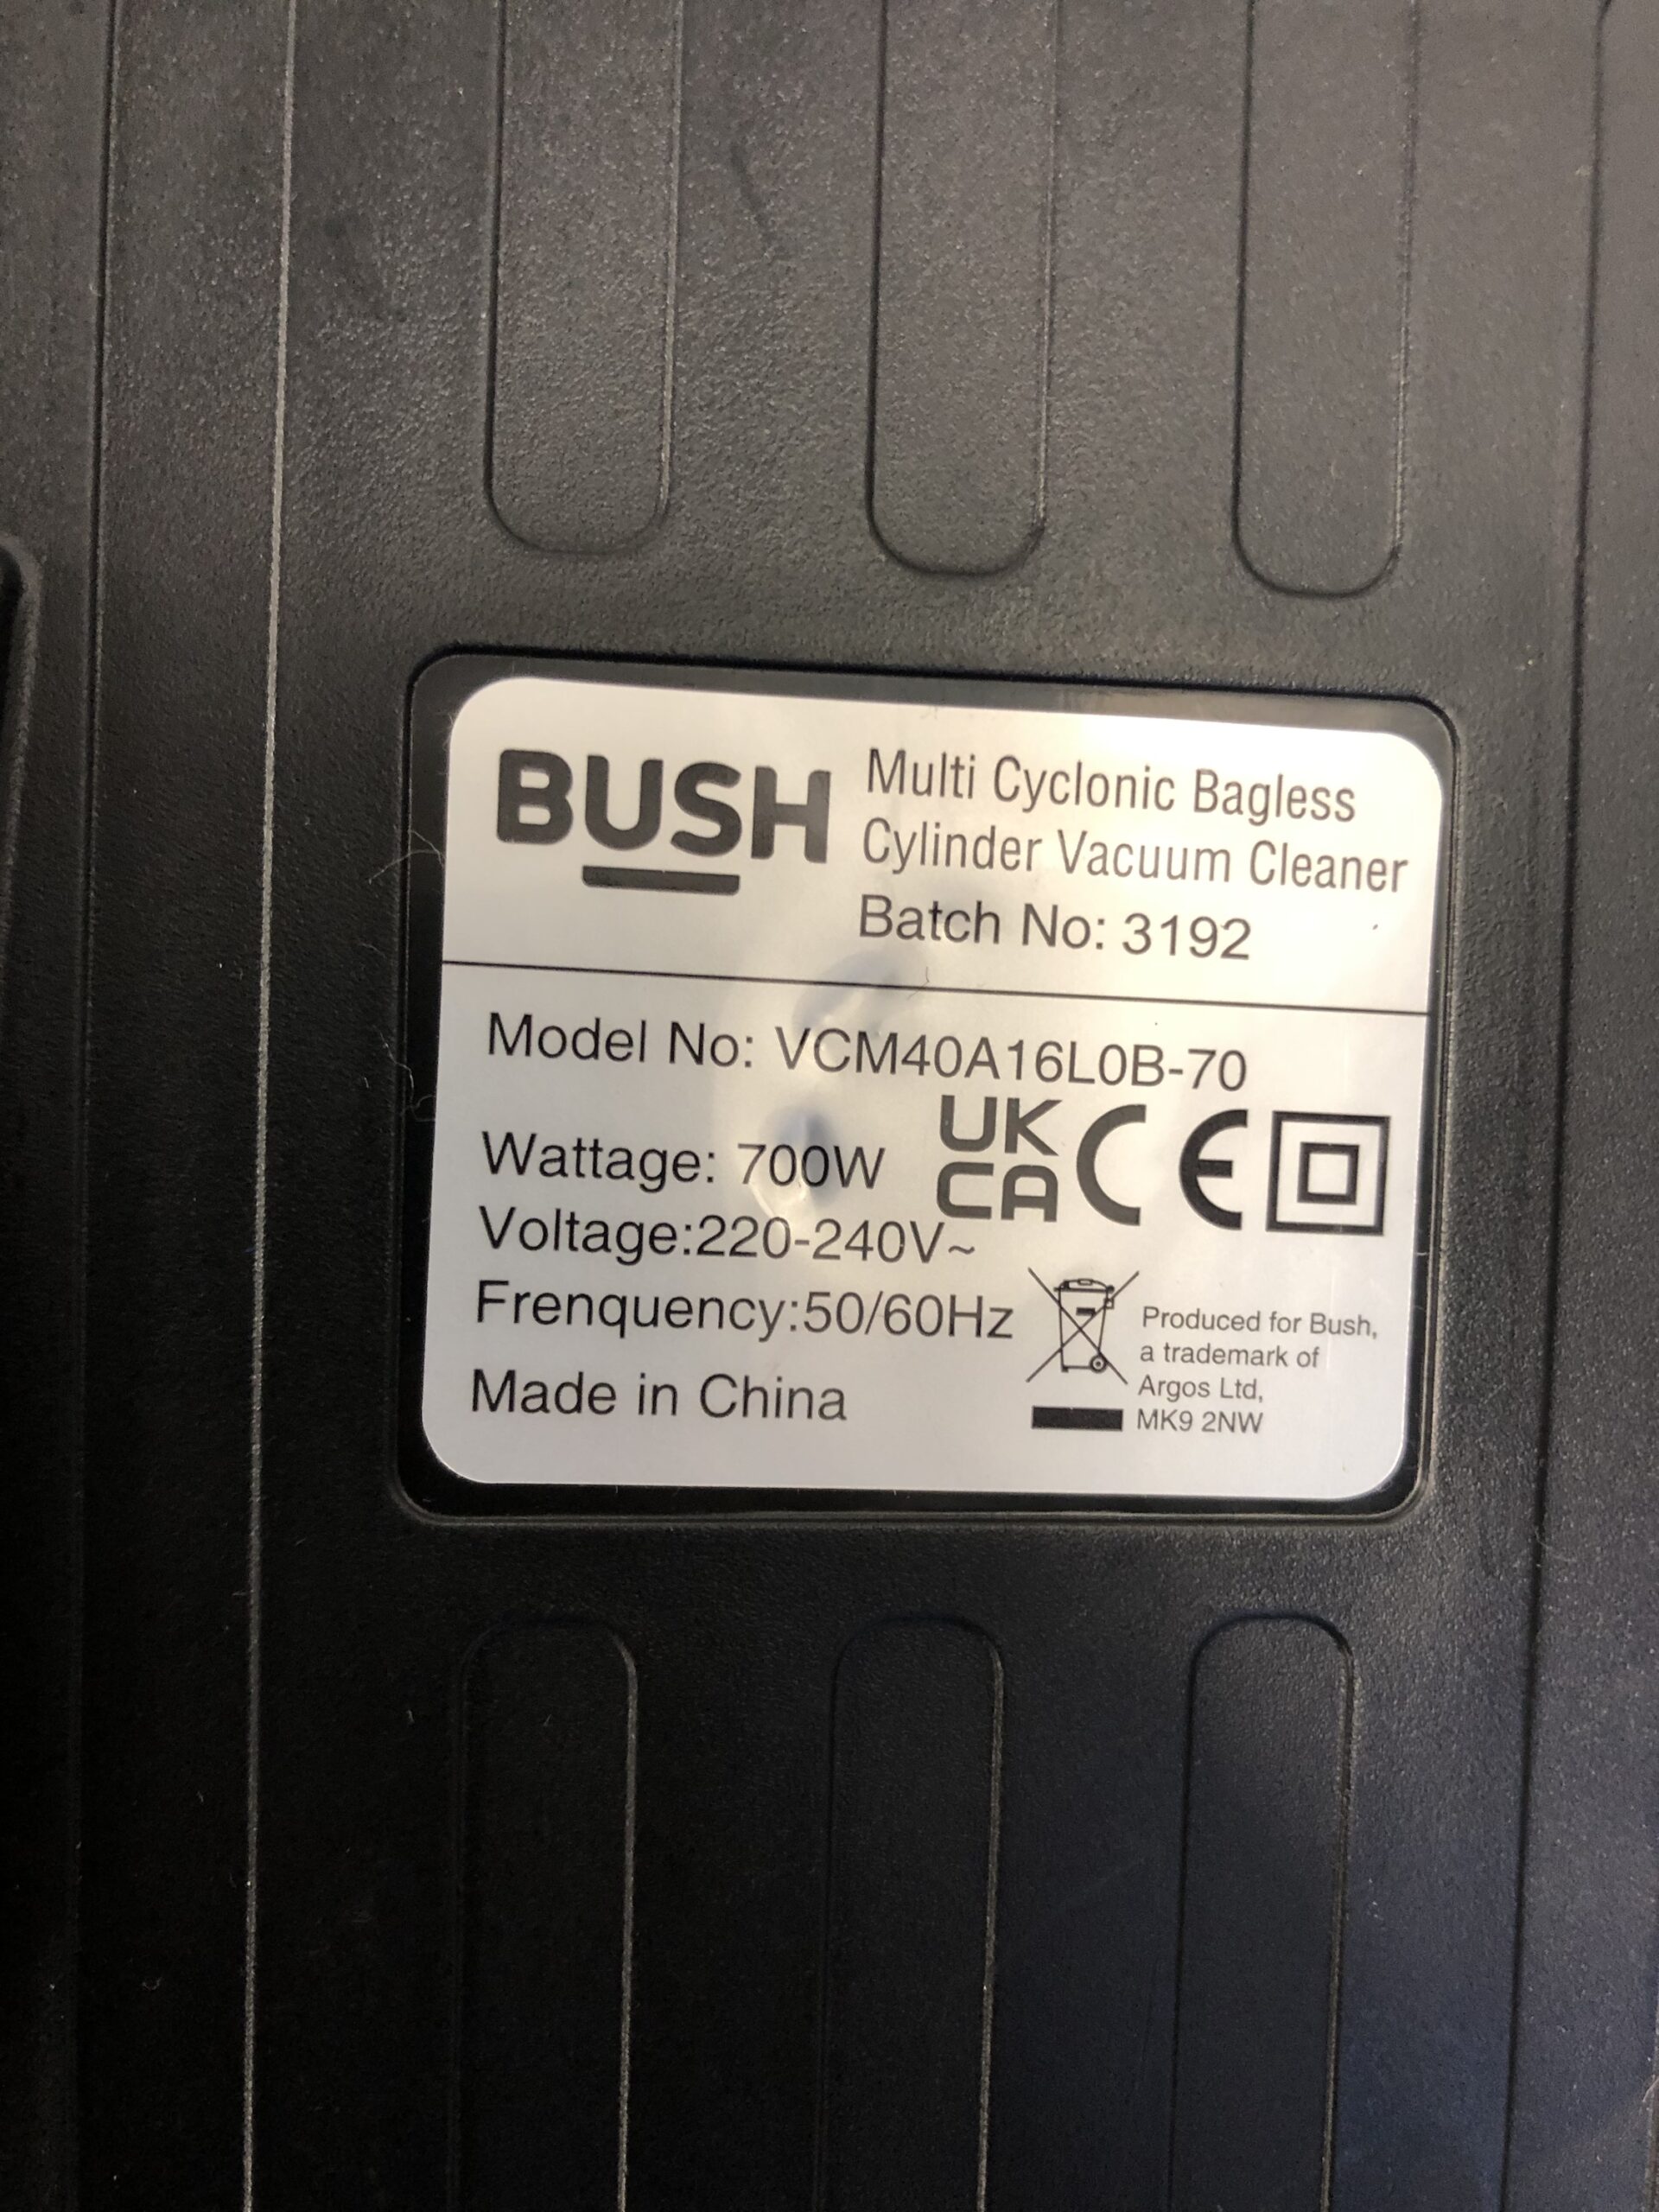 BUSH
Multi Cyclonic Bagless
Cylinder Vacuum Cleaner
Batch No: 3192
Model No: VCM40A16L0B-70
Wattage: 700W
UK
CA
CE
Voltage:220-240V~
Frenquency:50/60Hz
Made in China
Produced for Bush,
a trademark of
Argos Ltd,
MK9 2NW